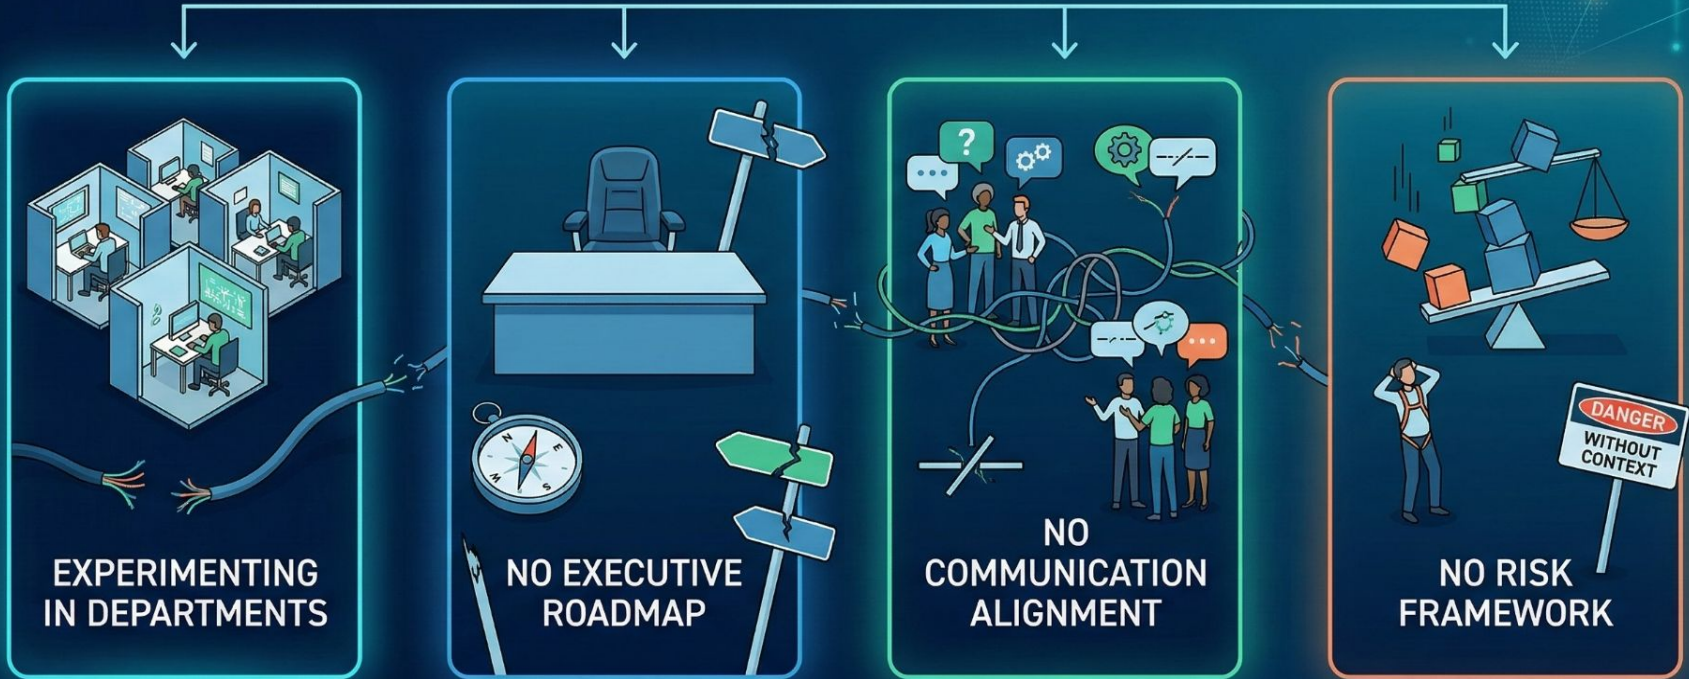 EXPERIMENTING
IN DEPARTMENTS
N
E
S
W
NO EXECUTIVE
ROADMAP
?
NO
COMMUNICATION
ALIGNMENT
DANGER
WITHOUT
CONTEXT
NO RISK
FRAMEWORK